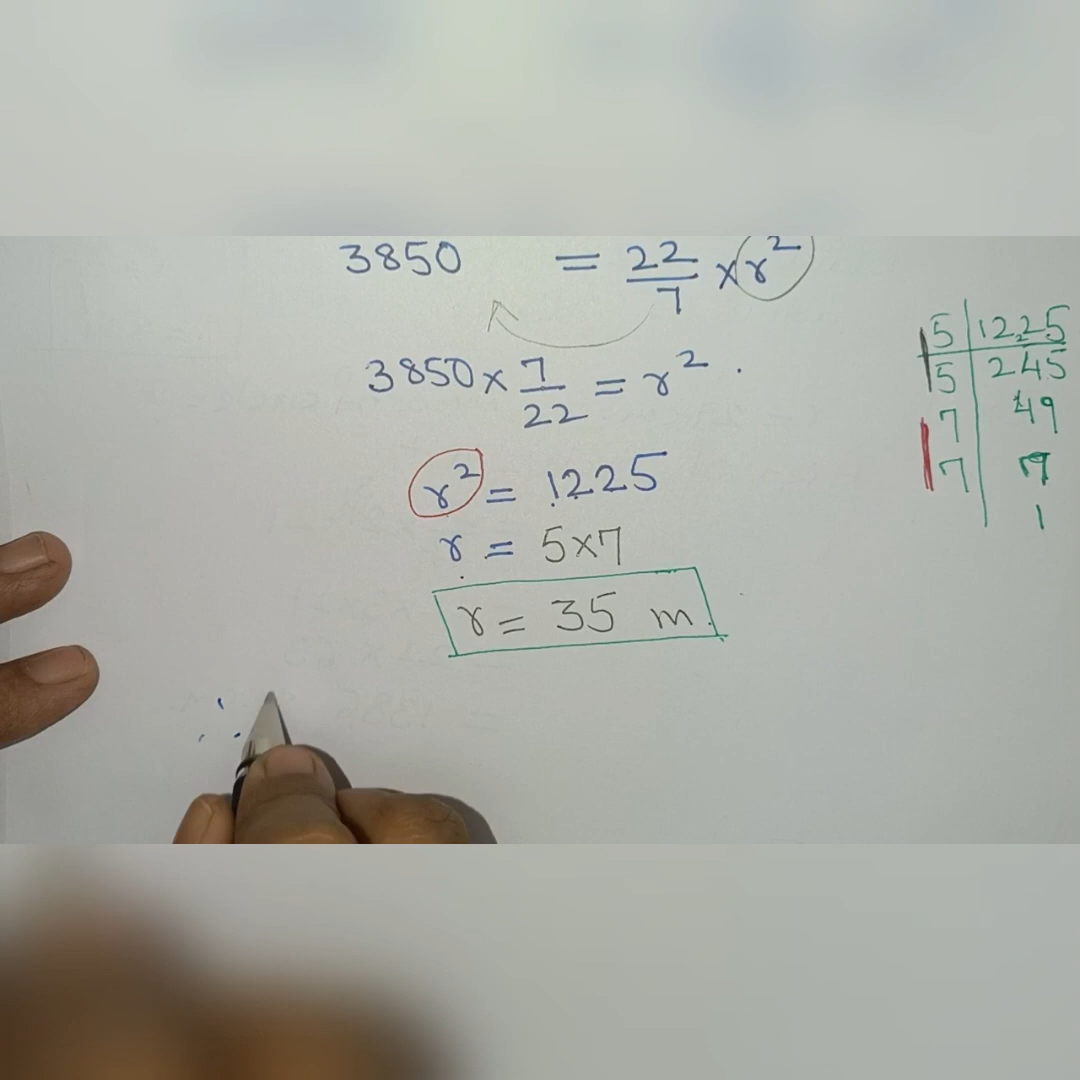 3850 = 22/7 × r²
3850 × 7/22 = r² .
r² = 1225
r = 5×7
r = 35 m.
∴
5 | 1225
5 | 245
7 | 49
7 | 7
1